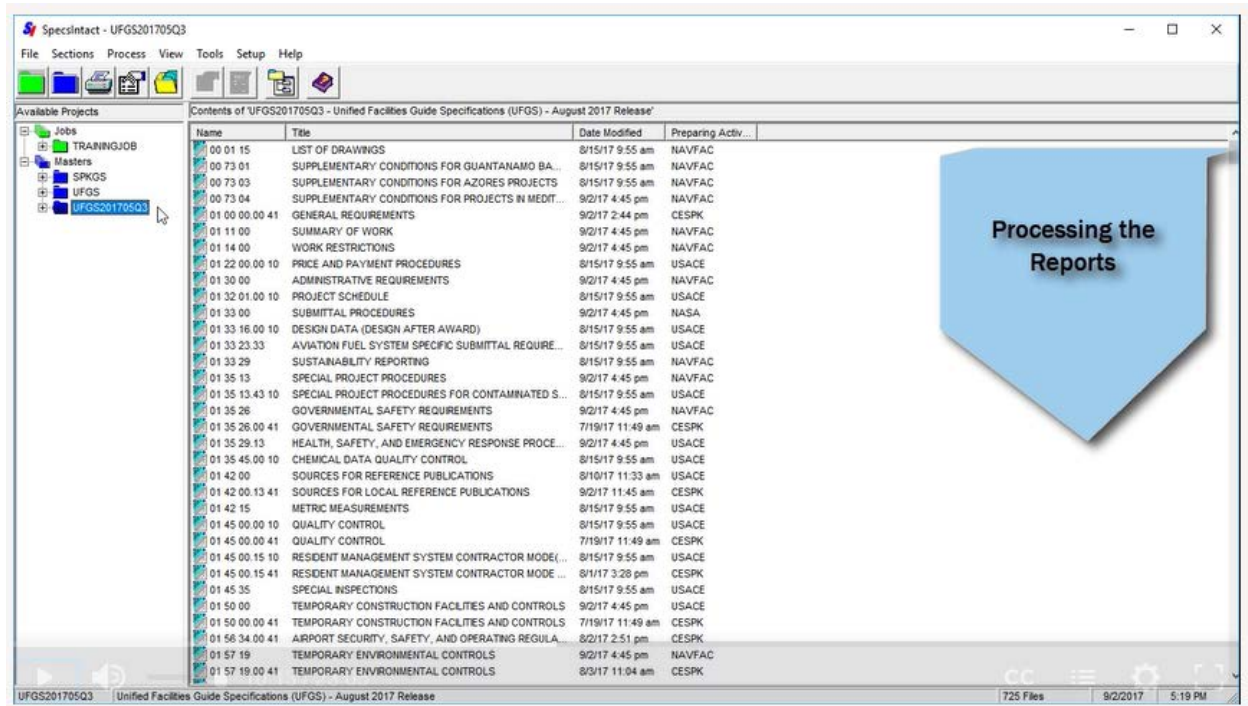 SpecsIntact - UFGS201705Q3
File Sections Process View Tools Setup Help
Available Projects
Contents of 'UFGS201705Q3 - Unified Facilities Guide Specifications (UFGS) - August 2017 Release'
Jobs
TRAININGJOB
Masters
SPKGS
UFGS
UFGS201705Q3
Name Title Date Modified Preparing Activ...
00 01 15 LIST OF DRAWINGS 8/15/17 9:55 am NAVFAC
00 73 01 SUPPLEMENTARY CONDITIONS FOR GUANTANAMO BA... 8/15/17 9:55 am NAVFAC
00 73 03 SUPPLEMENTARY CONDITIONS FOR AZORES PROJECTS 8/15/17 9:55 am NAVFAC
00 73 04 SUPPLEMENTARY CONDITIONS FOR PROJECTS IN MEDIT... 9/2/17 4:45 pm NAVFAC
01 00 00.00 41 GENERAL REQUIREMENTS 9/2/17 2:44 pm CESPK
01 11 00 SUMMARY OF WORK 9/2/17 4:45 pm NAVFAC
01 14 00 WORK RESTRICTIONS 9/2/17 4:45 pm NAVFAC
01 22 00.00 10 PRICE AND PAYMENT PROCEDURES 8/15/17 9:55 am USACE
01 30 00 ADMINISTRATIVE REQUIREMENTS 9/2/17 4:45 pm NAVFAC
01 32 01.00 10 PROJECT SCHEDULE 8/15/17 9:55 am USACE
01 33 00 SUBMITTAL PROCEDURES 9/2/17 4:45 pm NASA
01 33 16.00 10 DESIGN DATA (DESIGN AFTER AWARD) 8/15/17 9:55 am USACE
01 33 23.33 AVIATION FUEL SYSTEM SPECIFIC SUBMITTAL REQUIRE... 8/15/17 9:55 am USACE
01 33 29 SUSTAINABILITY REPORTING 8/15/17 9:55 am NAVFAC
01 35 13 SPECIAL PROJECT PROCEDURES 9/2/17 4:45 pm NAVFAC
01 35 13.43 10 SPECIAL PROJECT PROCEDURES FOR CONTAMINATED S... 8/15/17 9:55 am USACE
01 35 26 GOVERNMENTAL SAFETY REQUIREMENTS 9/2/17 4:45 pm NAVFAC
01 35 26.00 41 GOVERNMENTAL SAFETY REQUIREMENTS 7/19/17 11:49 am CESPK
01 35 29.13 HEALTH, SAFETY, AND EMERGENCY RESPONSE PROCE... 9/2/17 4:45 pm USACE
01 35 45.00 10 CHEMICAL DATA QUALITY CONTROL 8/15/17 9:55 am USACE
01 42 00 SOURCES FOR REFERENCE PUBLICATIONS 8/10/17 11:33 am USACE
01 42 00.13 41 SOURCES FOR LOCAL REFERENCE PUBLICATIONS 9/2/17 11:45 am CESPK
01 42 15 METRIC MEASUREMENTS 8/15/17 9:55 am USACE
01 45 00.00 10 QUALITY CONTROL 8/15/17 9:55 am USACE
01 45 00.00 41 QUALITY CONTROL 7/19/17 11:49 am CESPK
01 45 00.15 10 RESIDENT MANAGEMENT SYSTEM CONTRACTOR MODE(... 8/15/17 9:55 am USACE
01 45 00.15 41 RESIDENT MANAGEMENT SYSTEM CONTRACTOR MODE ... 8/1/17 3:28 pm CESPK
01 45 35 SPECIAL INSPECTIONS 8/15/17 9:55 am USACE
01 50 00 TEMPORARY CONSTRUCTION FACILITIES AND CONTROLS 9/2/17 4:45 pm USACE
01 50 00.00 41 TEMPORARY CONSTRUCTION FACILITIES AND CONTROLS 7/19/17 11:49 am CESPK
01 56 34.00 41 AIRPORT SECURITY, SAFETY, AND OPERATING REGULA... 8/2/17 2:51 pm CESPK
01 57 19 TEMPORARY ENVIRONMENTAL CONTROLS 9/2/17 4:45 pm NAVFAC
01 57 19.00 41 TEMPORARY ENVIRONMENTAL CONTROLS 8/3/17 11:04 am CESPK
Processing the
Reports
CC
UFGS201705Q3 Unified Facilities Guide Specifications (UFGS) - August 2017 Release 725 Files 9/2/2017 5:19 PM